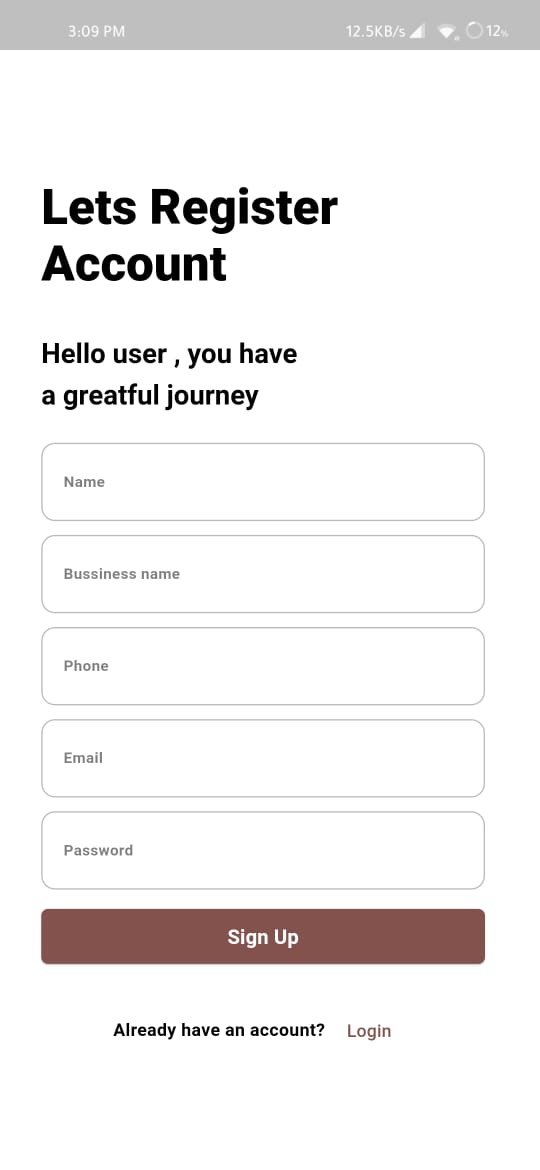 3:09 PM 12.5KB/s 12%
Lets Register
Account
Hello user , you have
a greatful journey
Name
Bussiness name
Phone
Email
Password
Sign Up
Already have an account? Login